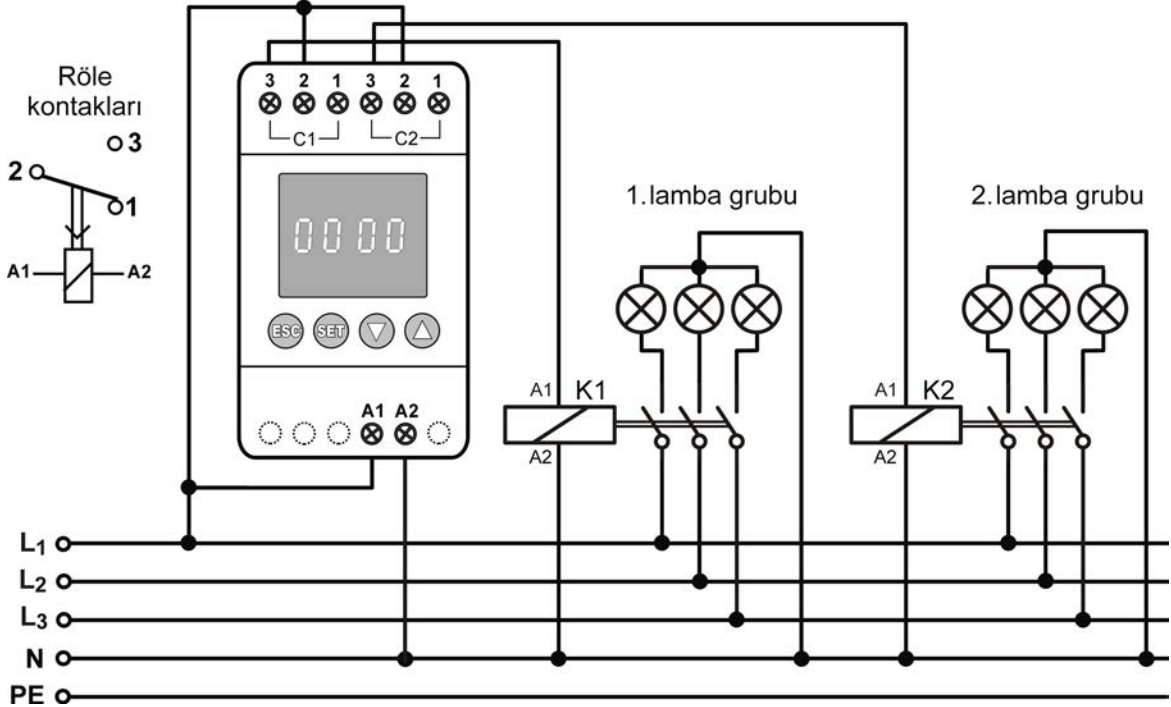 Röle
kontakları
3
2
1
A1 A2
3 2 1 3 2 1
C1 C2
0000
ESC SET
A1 A2
1.lamba grubu
2.lamba grubu
A1 K1
A2
A1 K2
A2
L1
L2
L3
N
PE